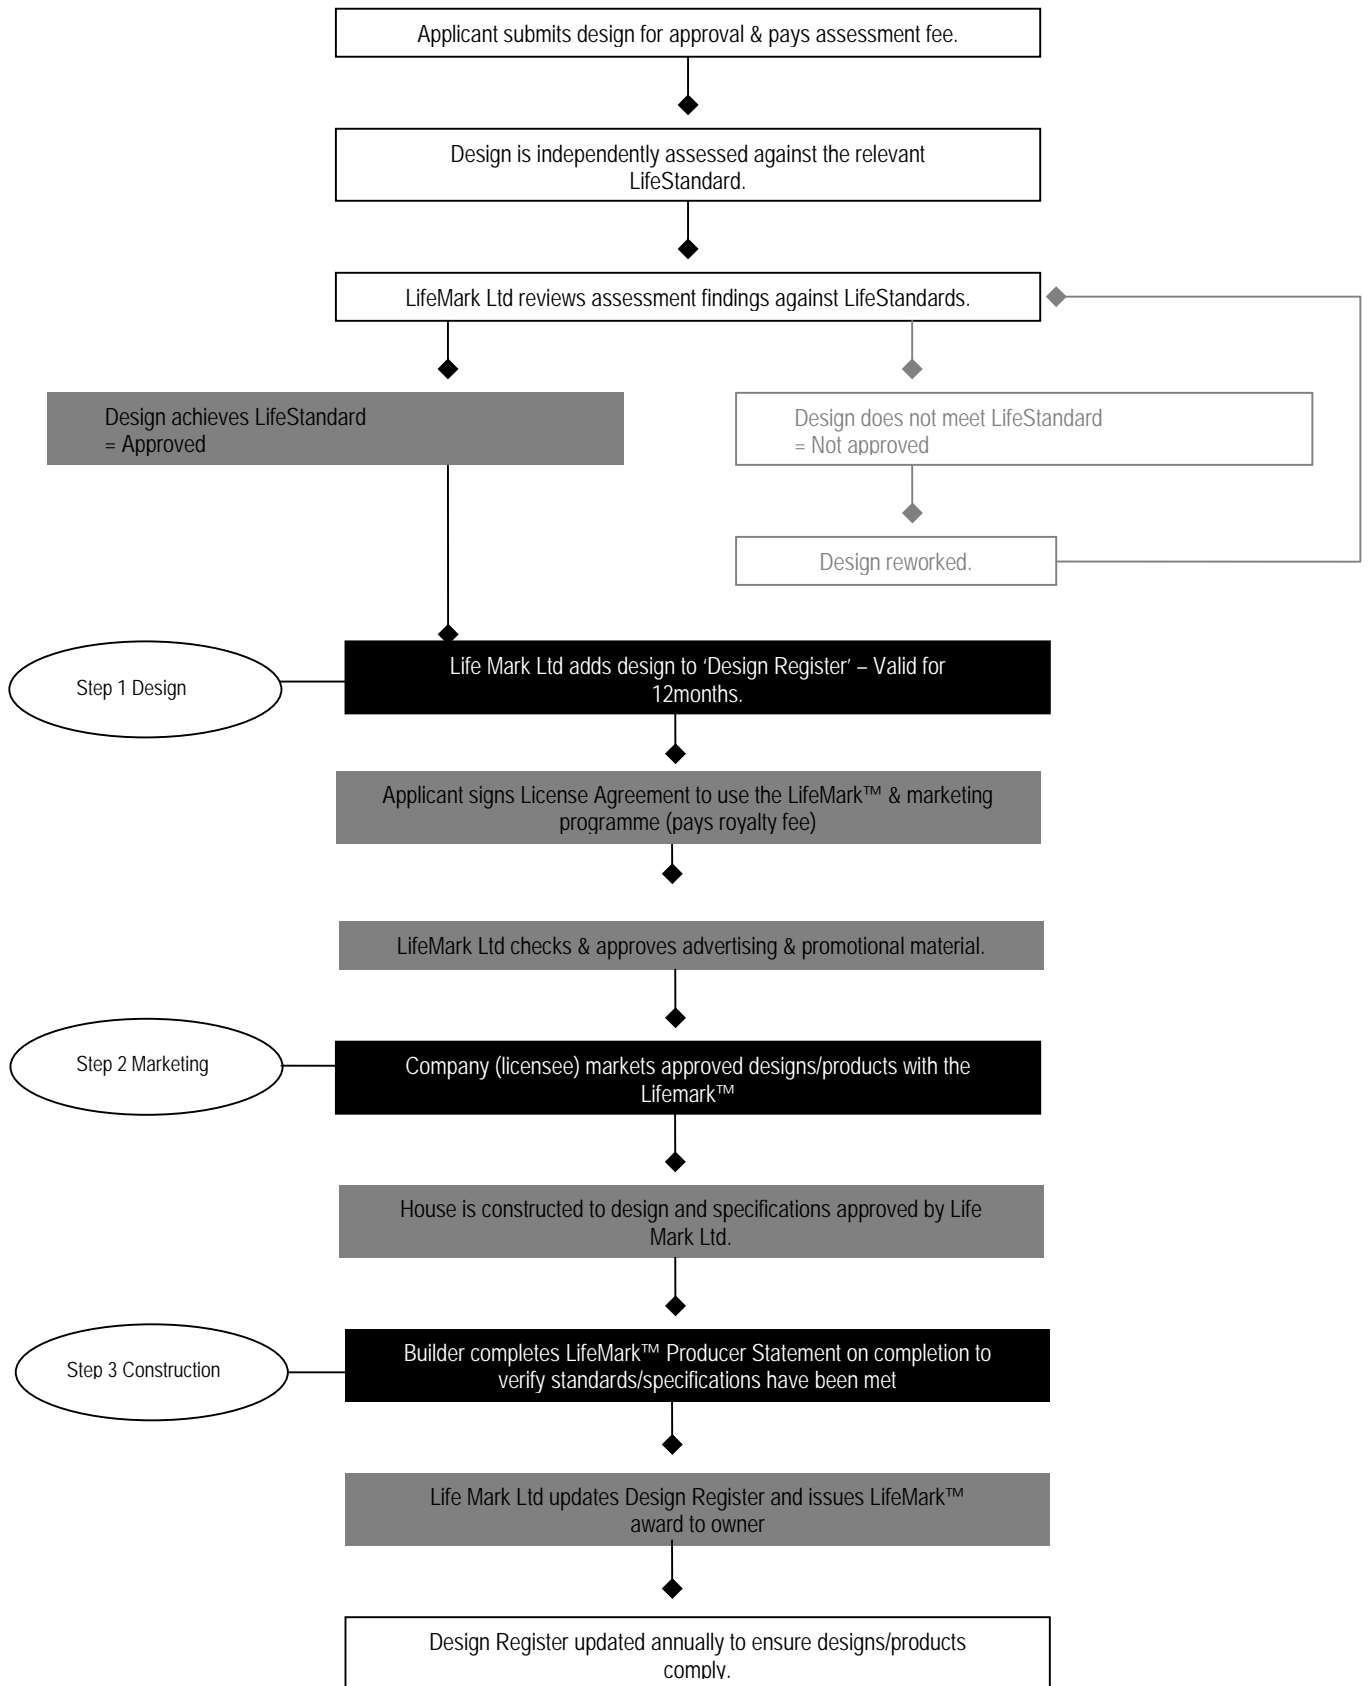 Applicant submits design for approval & pays assessment fee.
Design is independently assessed against the relevant
LifeStandard.
LifeMark Ltd reviews assessment findings against LifeStandards.
Design achieves LifeStandard
= Approved
Design does not meet LifeStandard
= Not approved
Design reworked.
Step 1 Design
Life Mark Ltd adds design to ‘Design Register’ – Valid for
12months.
Applicant signs License Agreement to use the LifeMark™ & marketing
programme (pays royalty fee)
LifeMark Ltd checks & approves advertising & promotional material.
Step 2 Marketing
Company (licensee) markets approved designs/products with the
Lifemark™
House is constructed to design and specifications approved by Life
Mark Ltd.
Step 3 Construction
Builder completes LifeMark™ Producer Statement on completion to
verify standards/specifications have been met
Life Mark Ltd updates Design Register and issues LifeMark™
award to owner
Design Register updated annually to ensure designs/products
comply.